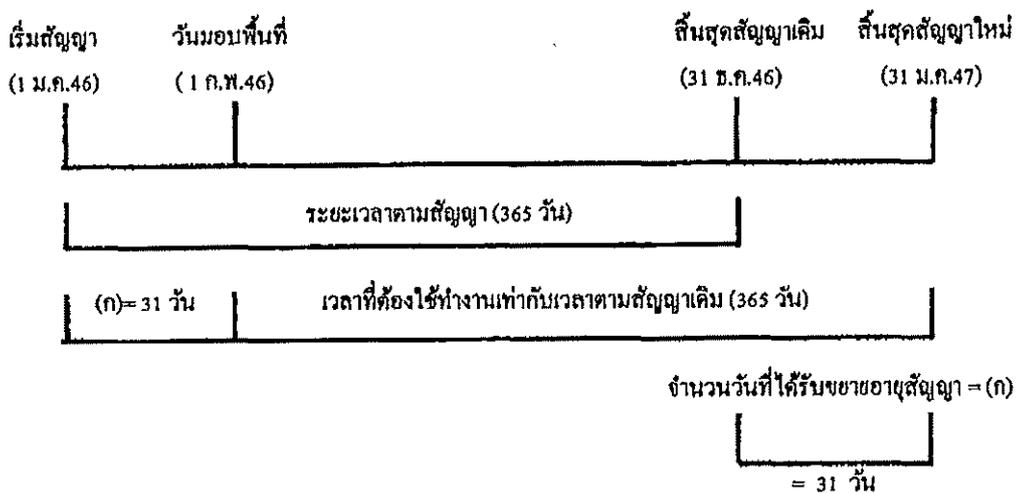 เริ่มสัญญา วันมอบพื้นที่ สิ้นสุดสัญญาเดิม สิ้นสุดสัญญาใหม่
(1 ม.ค.46) ( 1 ก.พ.46) (31 ธ.ค.46) (31 ม.ค.47)
ระยะเวลาตามสัญญา (365 วัน)
(ก)= 31 วัน เวลาที่ต้องใช้ทำงานเท่ากับเวลาตามสัญญาเดิม (365 วัน)
จำนวนวันที่ได้รับขยายอายุสัญญา = (ก)
= 31 วัน